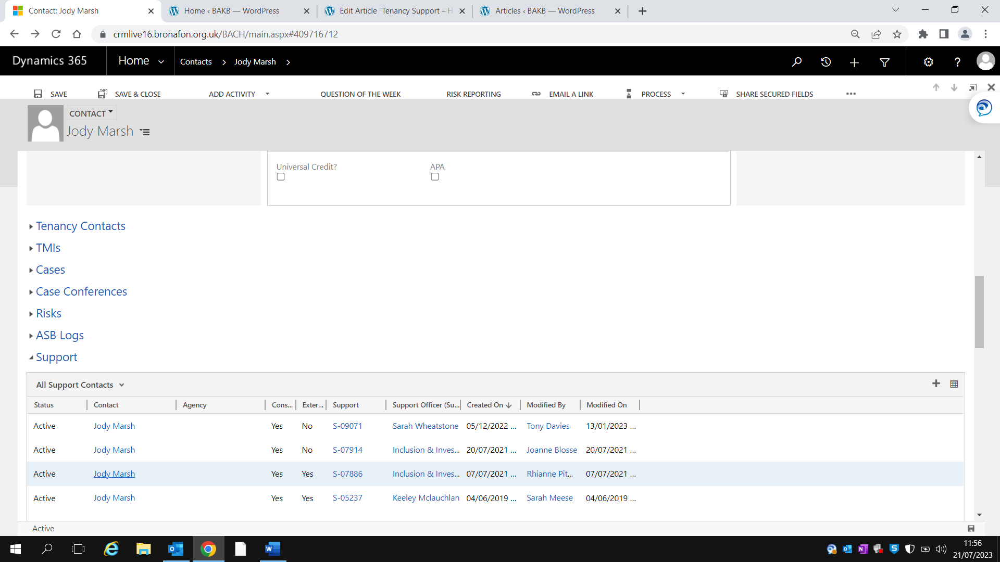 Contact: Jody Marsh
Home ‹ BAKB — WordPress
Edit Article “Tenancy Support – H
Articles ‹ BAKB — WordPress
crmlive16.bronafon.org.uk/BACH/main.aspx#409716712
Dynamics 365 Home Contacts Jody Marsh
SAVE SAVE & CLOSE ADD ACTIVITY QUESTION OF THE WEEK RISK REPORTING EMAIL A LINK PROCESS SHARE SECURED FIELDS
CONTACT
Jody Marsh
Universal Credit? APA
Tenancy Contacts
TMIs
Cases
Case Conferences
Risks
ASB Logs
Support
All Support Contacts
Status Contact Agency Cons... Exter... Support Support Officer (Su... Created On Modified By Modified On
Active Jody Marsh Yes No S-09071 Sarah Wheatstone 05/12/2022 ... Tony Davies 13/01/2023 ...
Active Jody Marsh Yes No S-07914 Inclusion & Inves... 20/07/2021 ... Joanne Blosse 20/07/2021 ...
Active Jody Marsh Yes Yes S-07886 Inclusion & Inves... 07/07/2021 ... Rhianne Pit... 07/07/2021 ...
Active Jody Marsh Yes Yes S-05237 Keeley Mclauchlan 04/06/2019 ... Sarah Meese 04/06/2019 ...
Active
11:56
21/07/2023